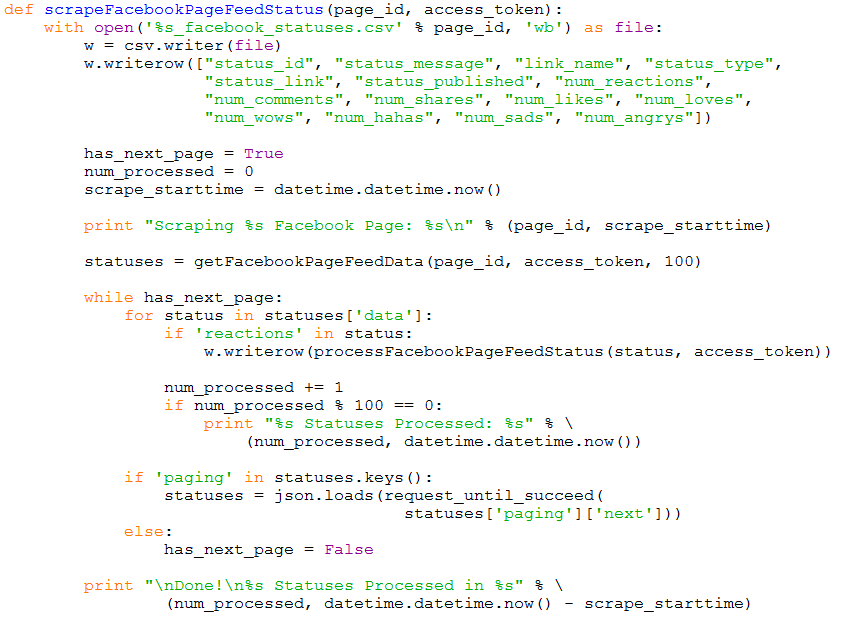 def scrapeFacebookPageFeedStatus(page_id, access_token):
    with open('%s_facebook_statuses.csv' % page_id, 'wb') as file:
        w = csv.writer(file)
        w.writerow(["status_id", "status_message", "link_name", "status_type",
                    "status_link", "status_published", "num_reactions",
                    "num_comments", "num_shares", "num_likes", "num_loves",
                    "num_wows", "num_hahas", "num_sads", "num_angrys"])

        has_next_page = True
        num_processed = 0
        scrape_starttime = datetime.datetime.now()

        print "Scraping %s Facebook Page: %s\n" % (page_id, scrape_starttime)

        statuses = getFacebookPageFeedData(page_id, access_token, 100)

        while has_next_page:
            for status in statuses['data']:
                if 'reactions' in status:
                    w.writerow(processFacebookPageFeedStatus(status, access_token))

                num_processed += 1
                if num_processed % 100 == 0:
                    print "%s Statuses Processed: %s" % \
                        (num_processed, datetime.datetime.now())

            if 'paging' in statuses.keys():
                statuses = json.loads(request_until_succeed(
                                        statuses['paging']['next']))
            else:
                has_next_page = False

        print "\nDone!\n%s Statuses Processed in %s" % \
                (num_processed, datetime.datetime.now() - scrape_starttime)